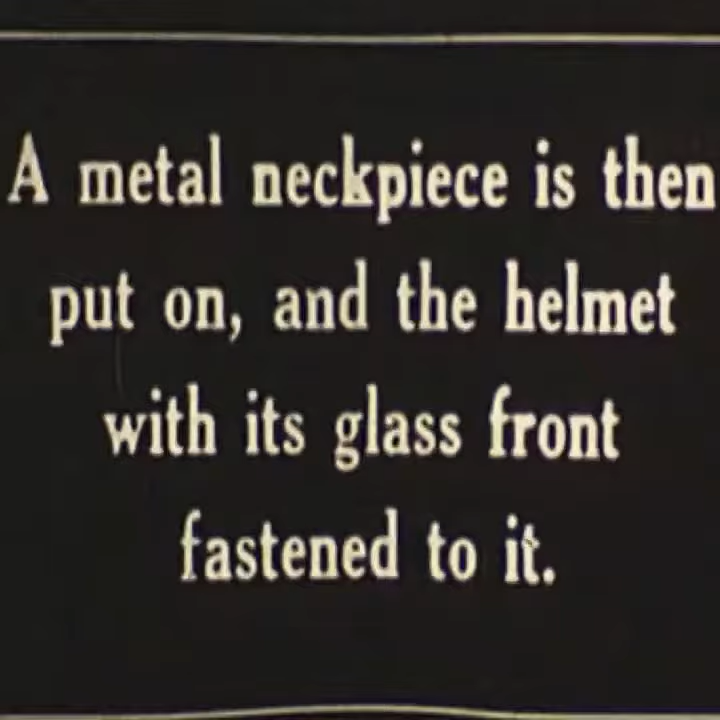 A metal neckpiece is then
put on, and the helmet
with its glass front
fastened to it.